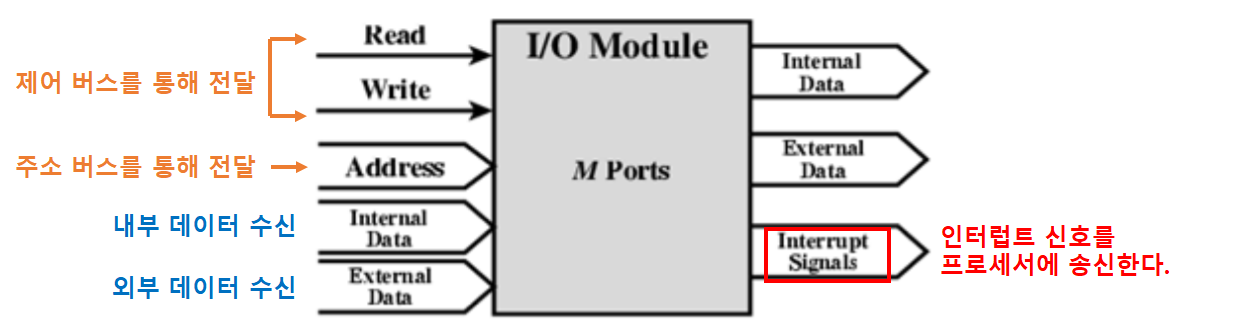 제어 버스를 통해 전달
Read
Write
주소 버스를 통해 전달
Address
내부 데이터 수신
Internal
Data
외부 데이터 수신
External
Data
I/O Module
M Ports
Internal
Data
External
Data
Interrupt
Signals
인터럽트 신호를
프로세서에 송신한다.